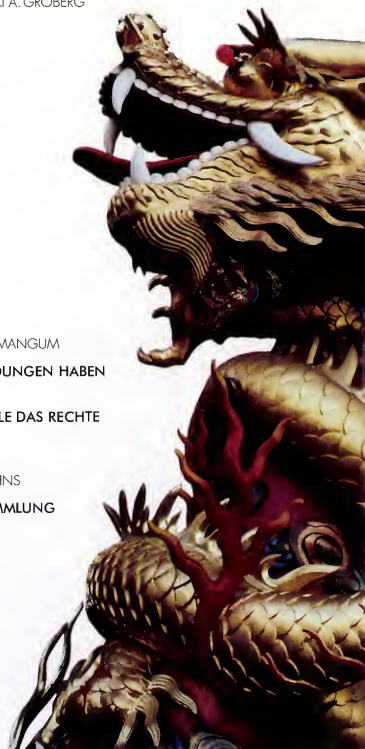 A. GROBERG
MANGUM
DUNGEN HABEN
LE DAS RECHTE
INS
MMLUNG